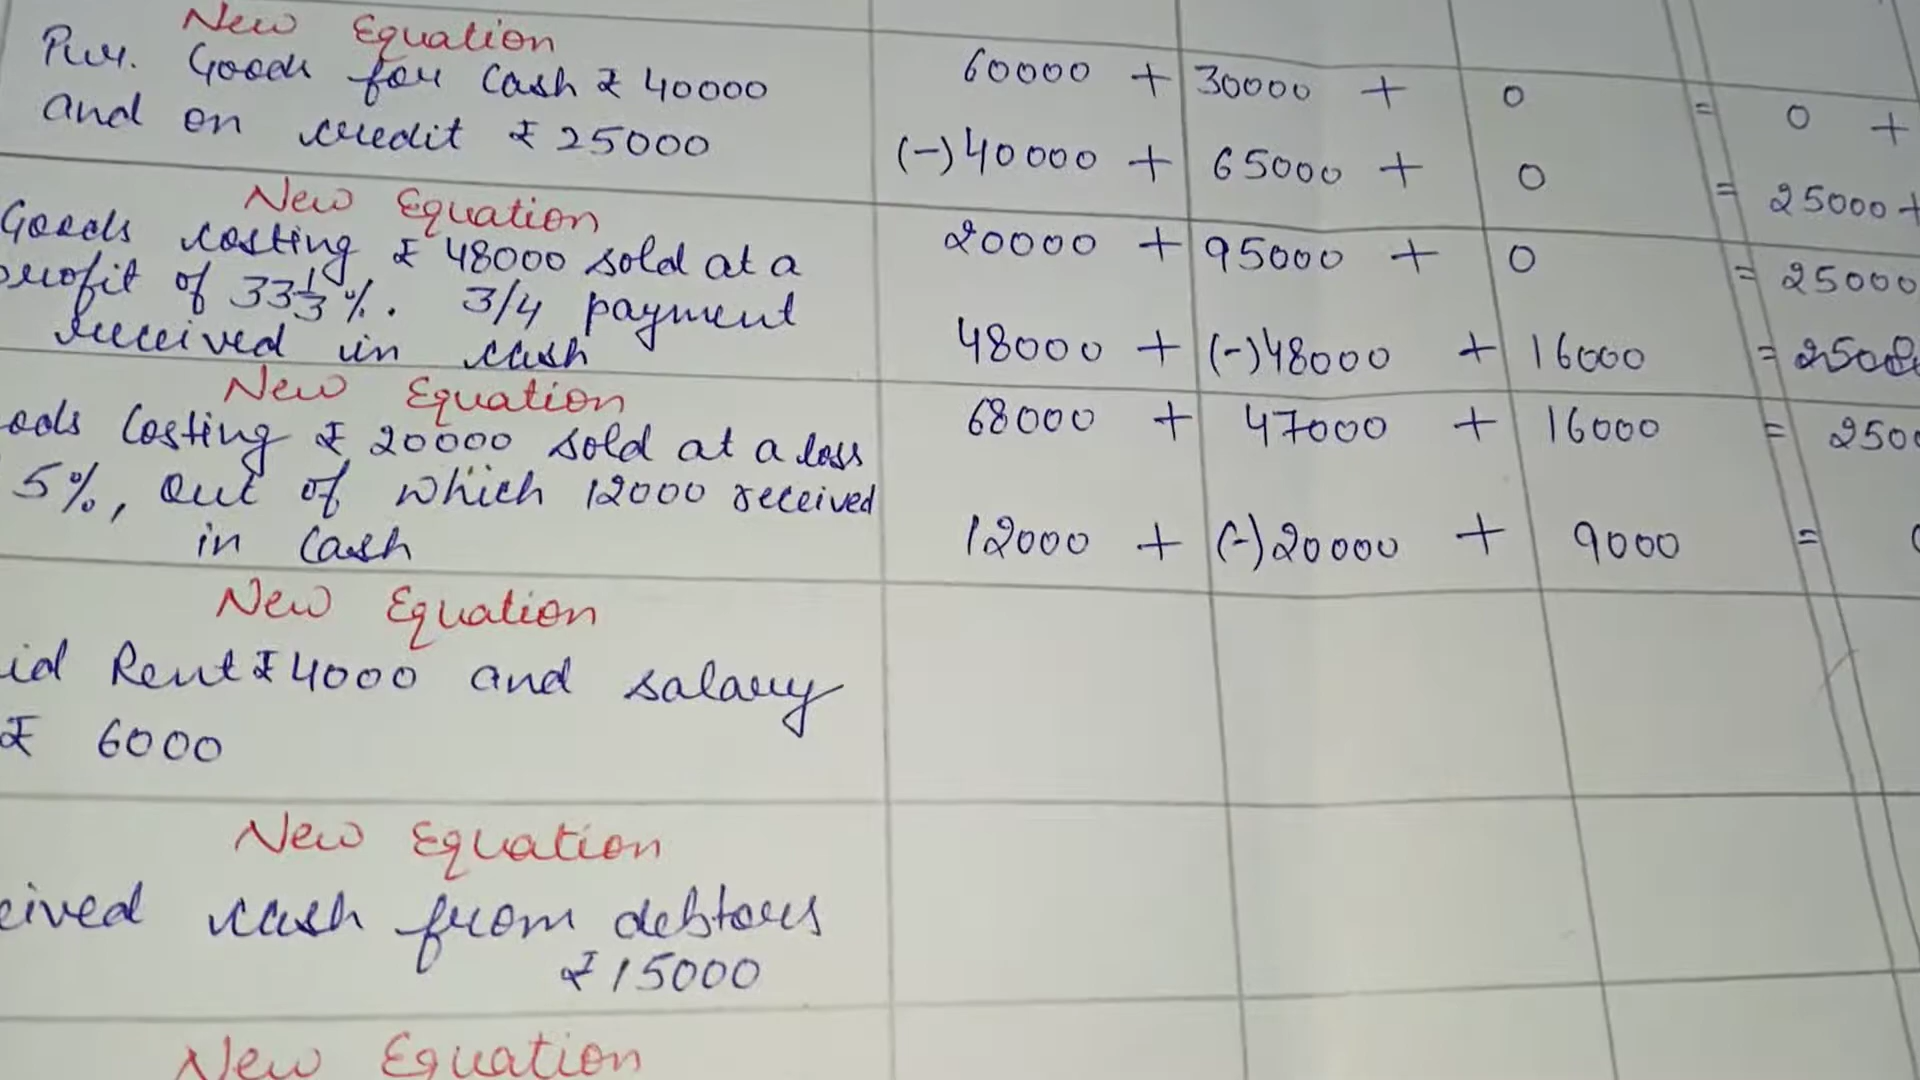 New Equation
60000 + 30000 + 0 = 0 +
Pur. Goods for Cash ₹ 40000
and on credit ₹ 25000
(-)40000 + 65000 + 0 = 25000+
New Equation
20000 + 95000 + 0 = 25000
Goods costing ₹ 48000 sold at a
profit of 33 1/3 %. 3/4 payment
received in cash
48000 + (-)48000 + 16000 =
New Equation
68000 + 47000 + 16000 = 250
ods Costing ₹ 20000 sold at a loss
5%, out of which 12000 received
in Cash
12000 + (-)20000 + 9000 =
New Equation
id Rent ₹ 4000 and salary
₹ 6000
New Equation
eived cash from debtors
₹ 15000
New Equation